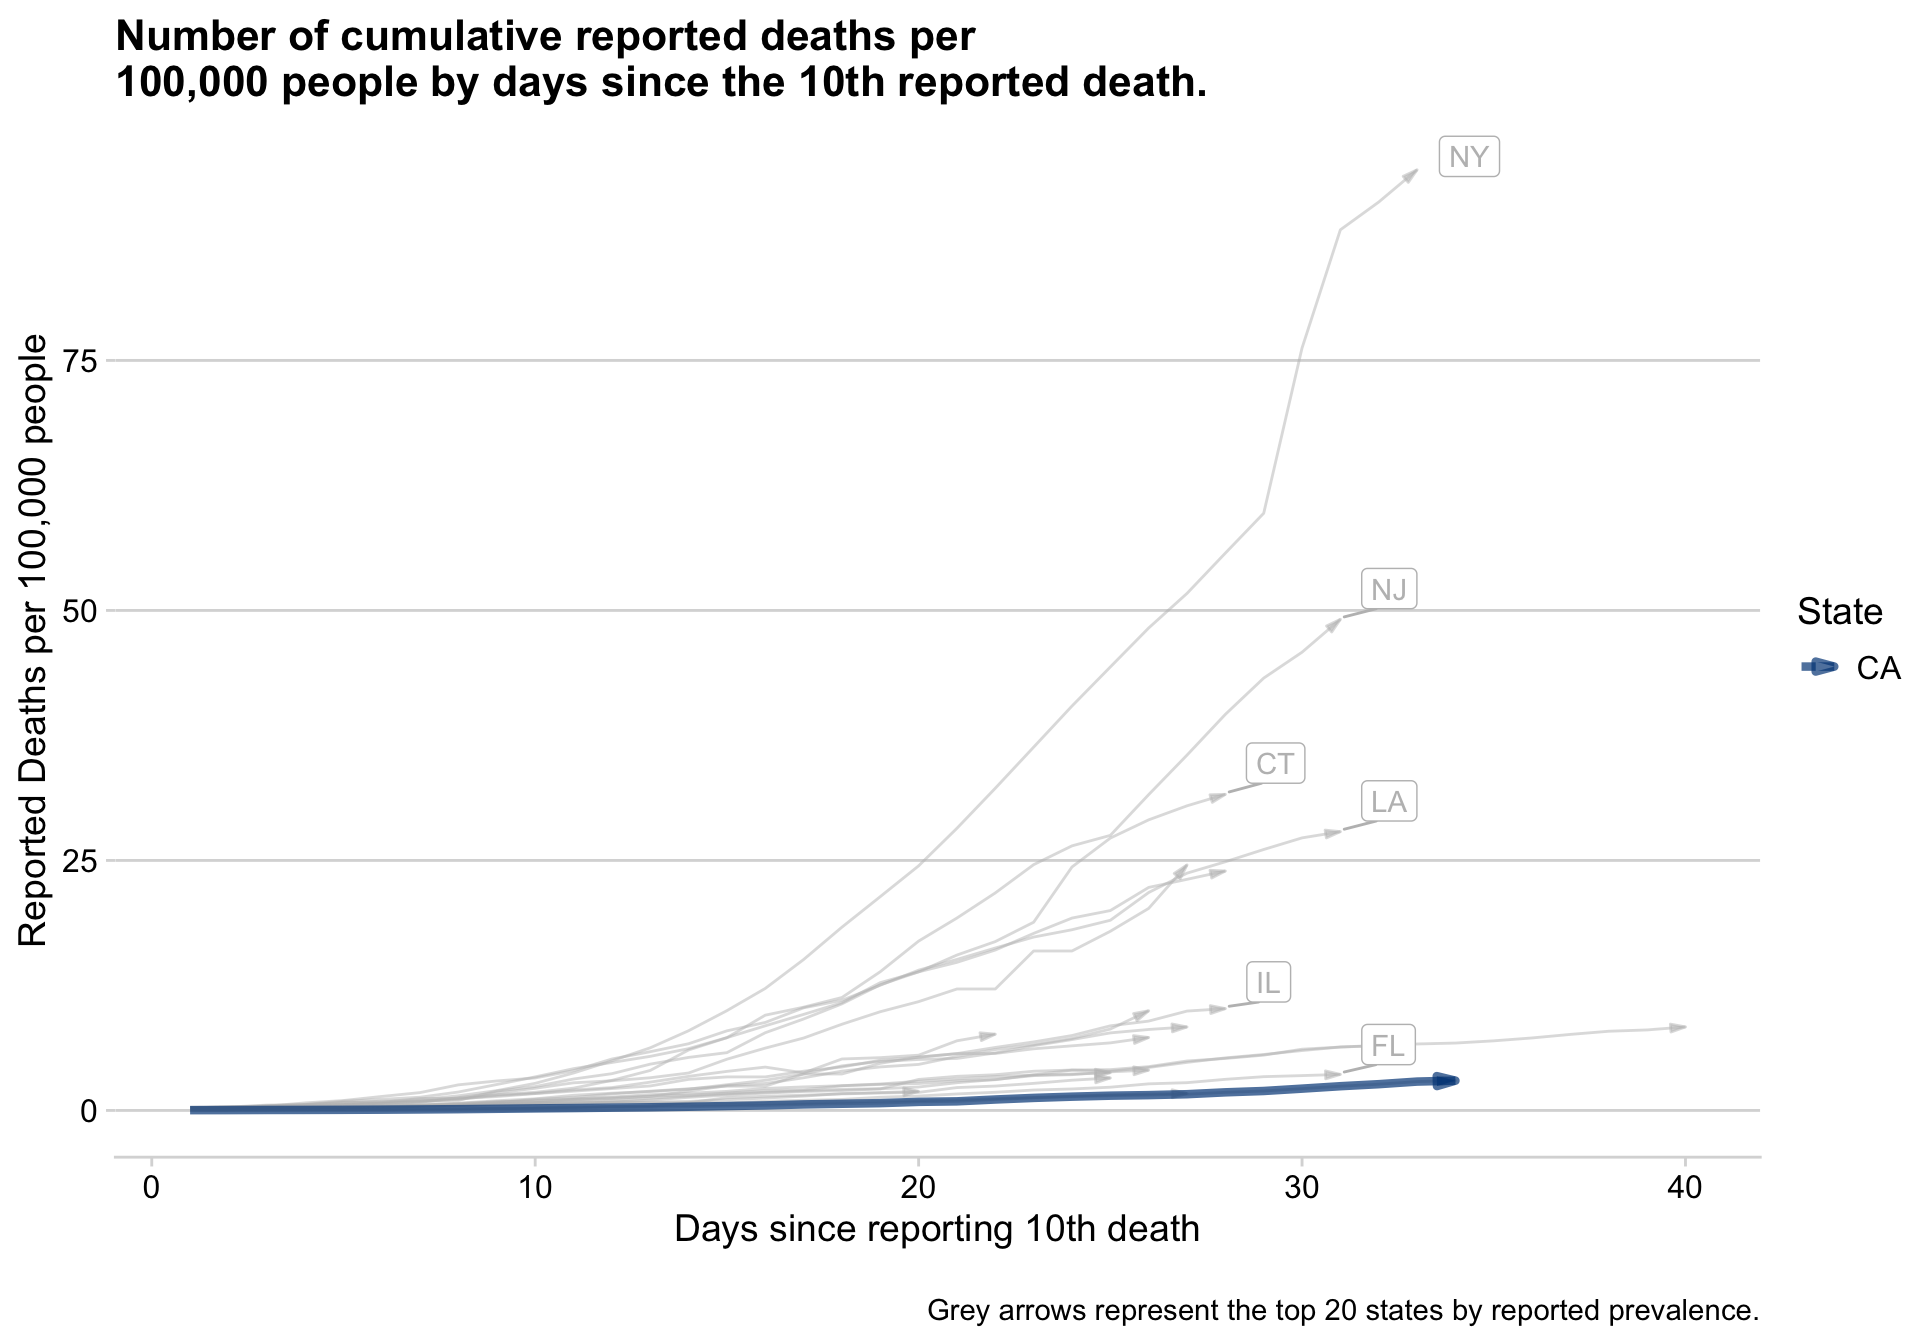 Number of cumulative reported deaths per
100,000 people by days since the 10th reported death.
NY
75
NJ
50
CT
LA
25
IL
FL
0
Reported Deaths per 100,000 people
State
CA
0 10 20 30 40
Days since reporting 10th death
Grey arrows represent the top 20 states by reported prevalence.